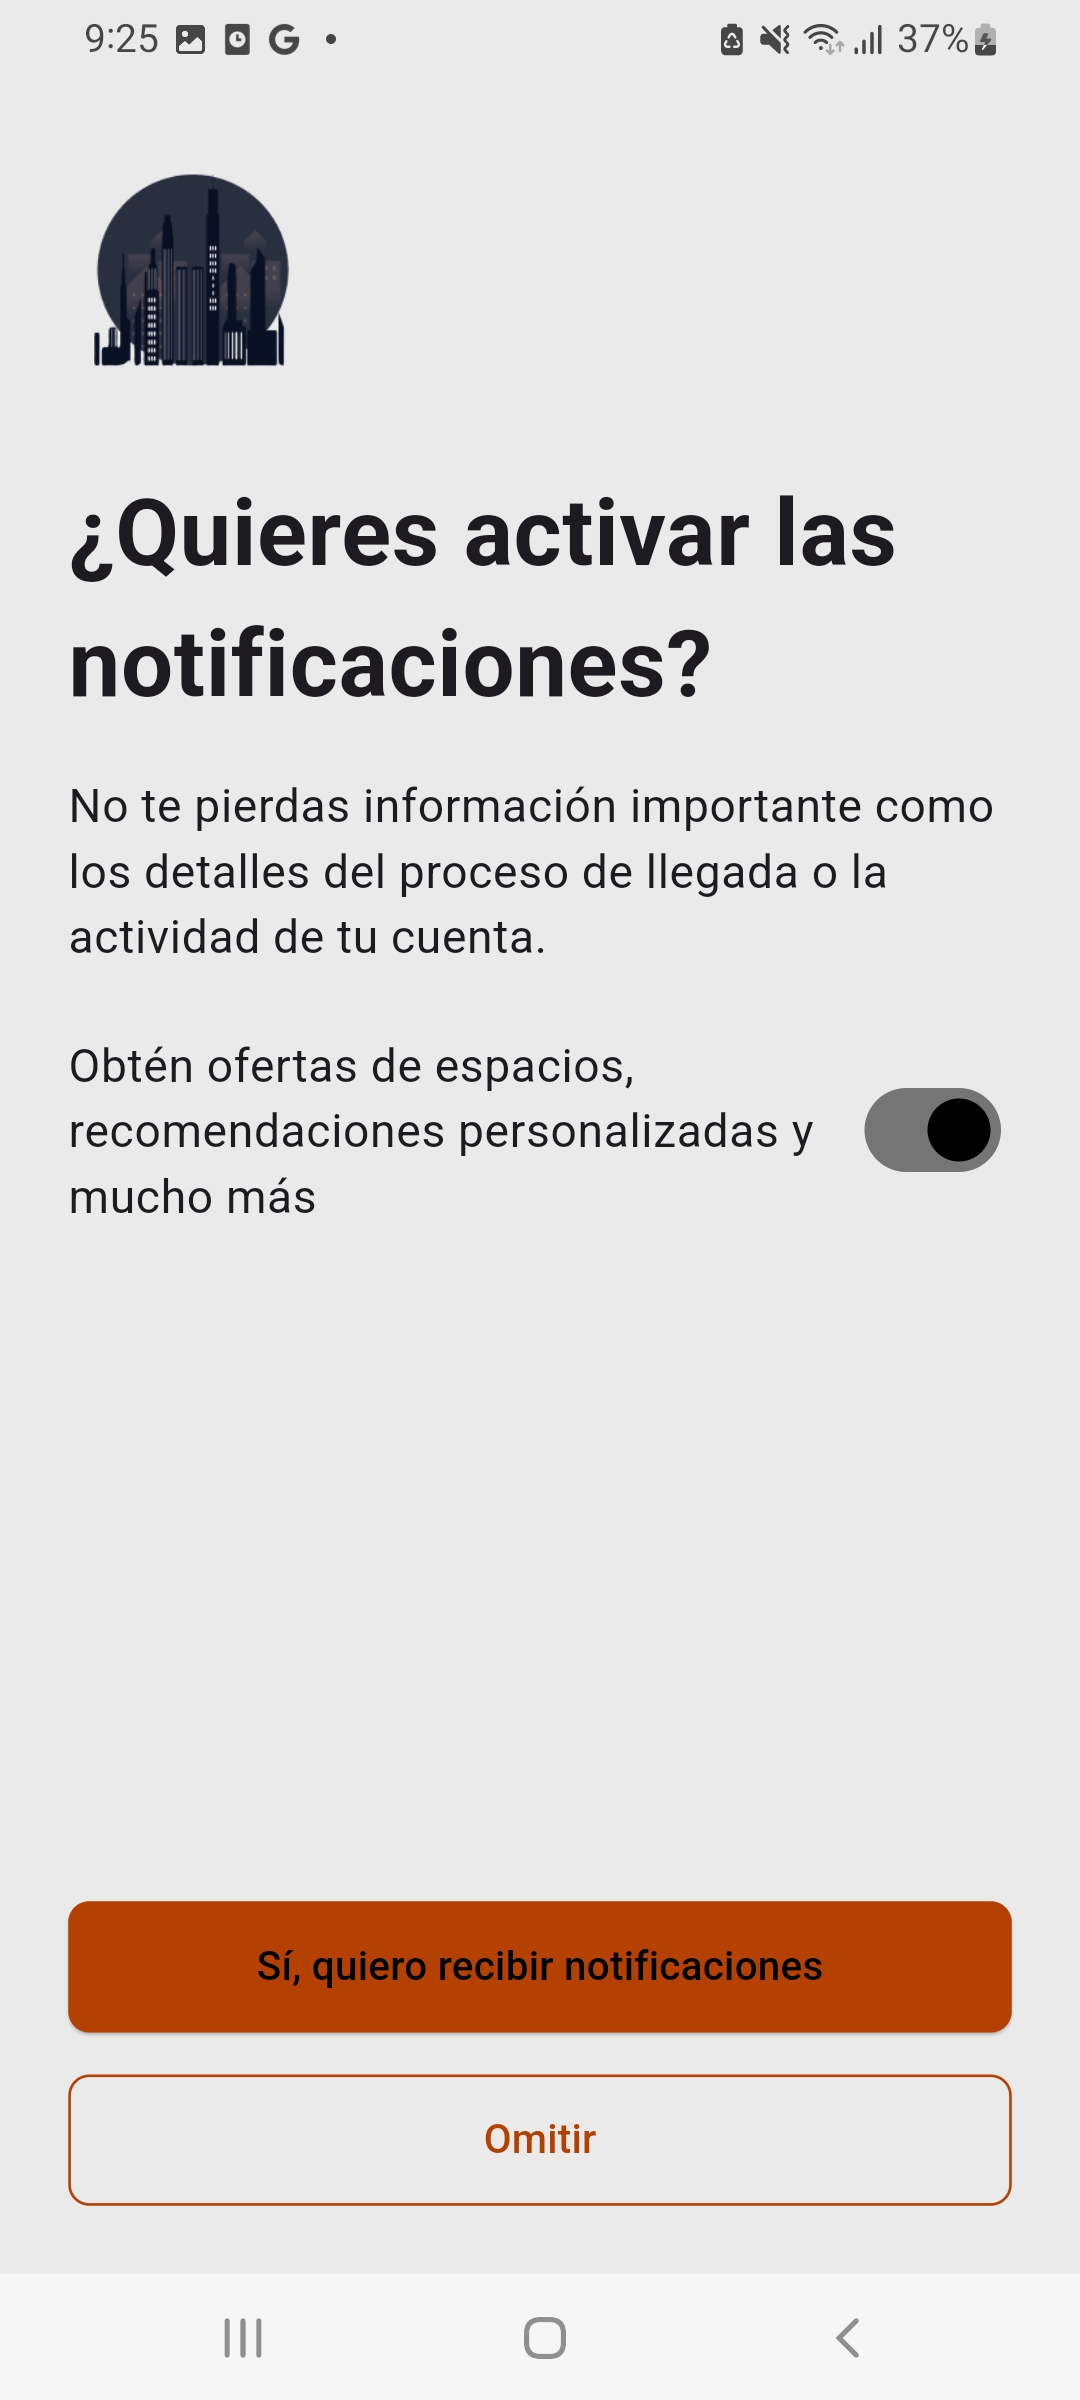 9:25
37%
¿Quieres activar las
notificaciones?
No te pierdas información importante como
los detalles del proceso de llegada o la
actividad de tu cuenta.
Obtén ofertas de espacios,
recomendaciones personalizadas y
mucho más
Sí, quiero recibir notificaciones
Omitir